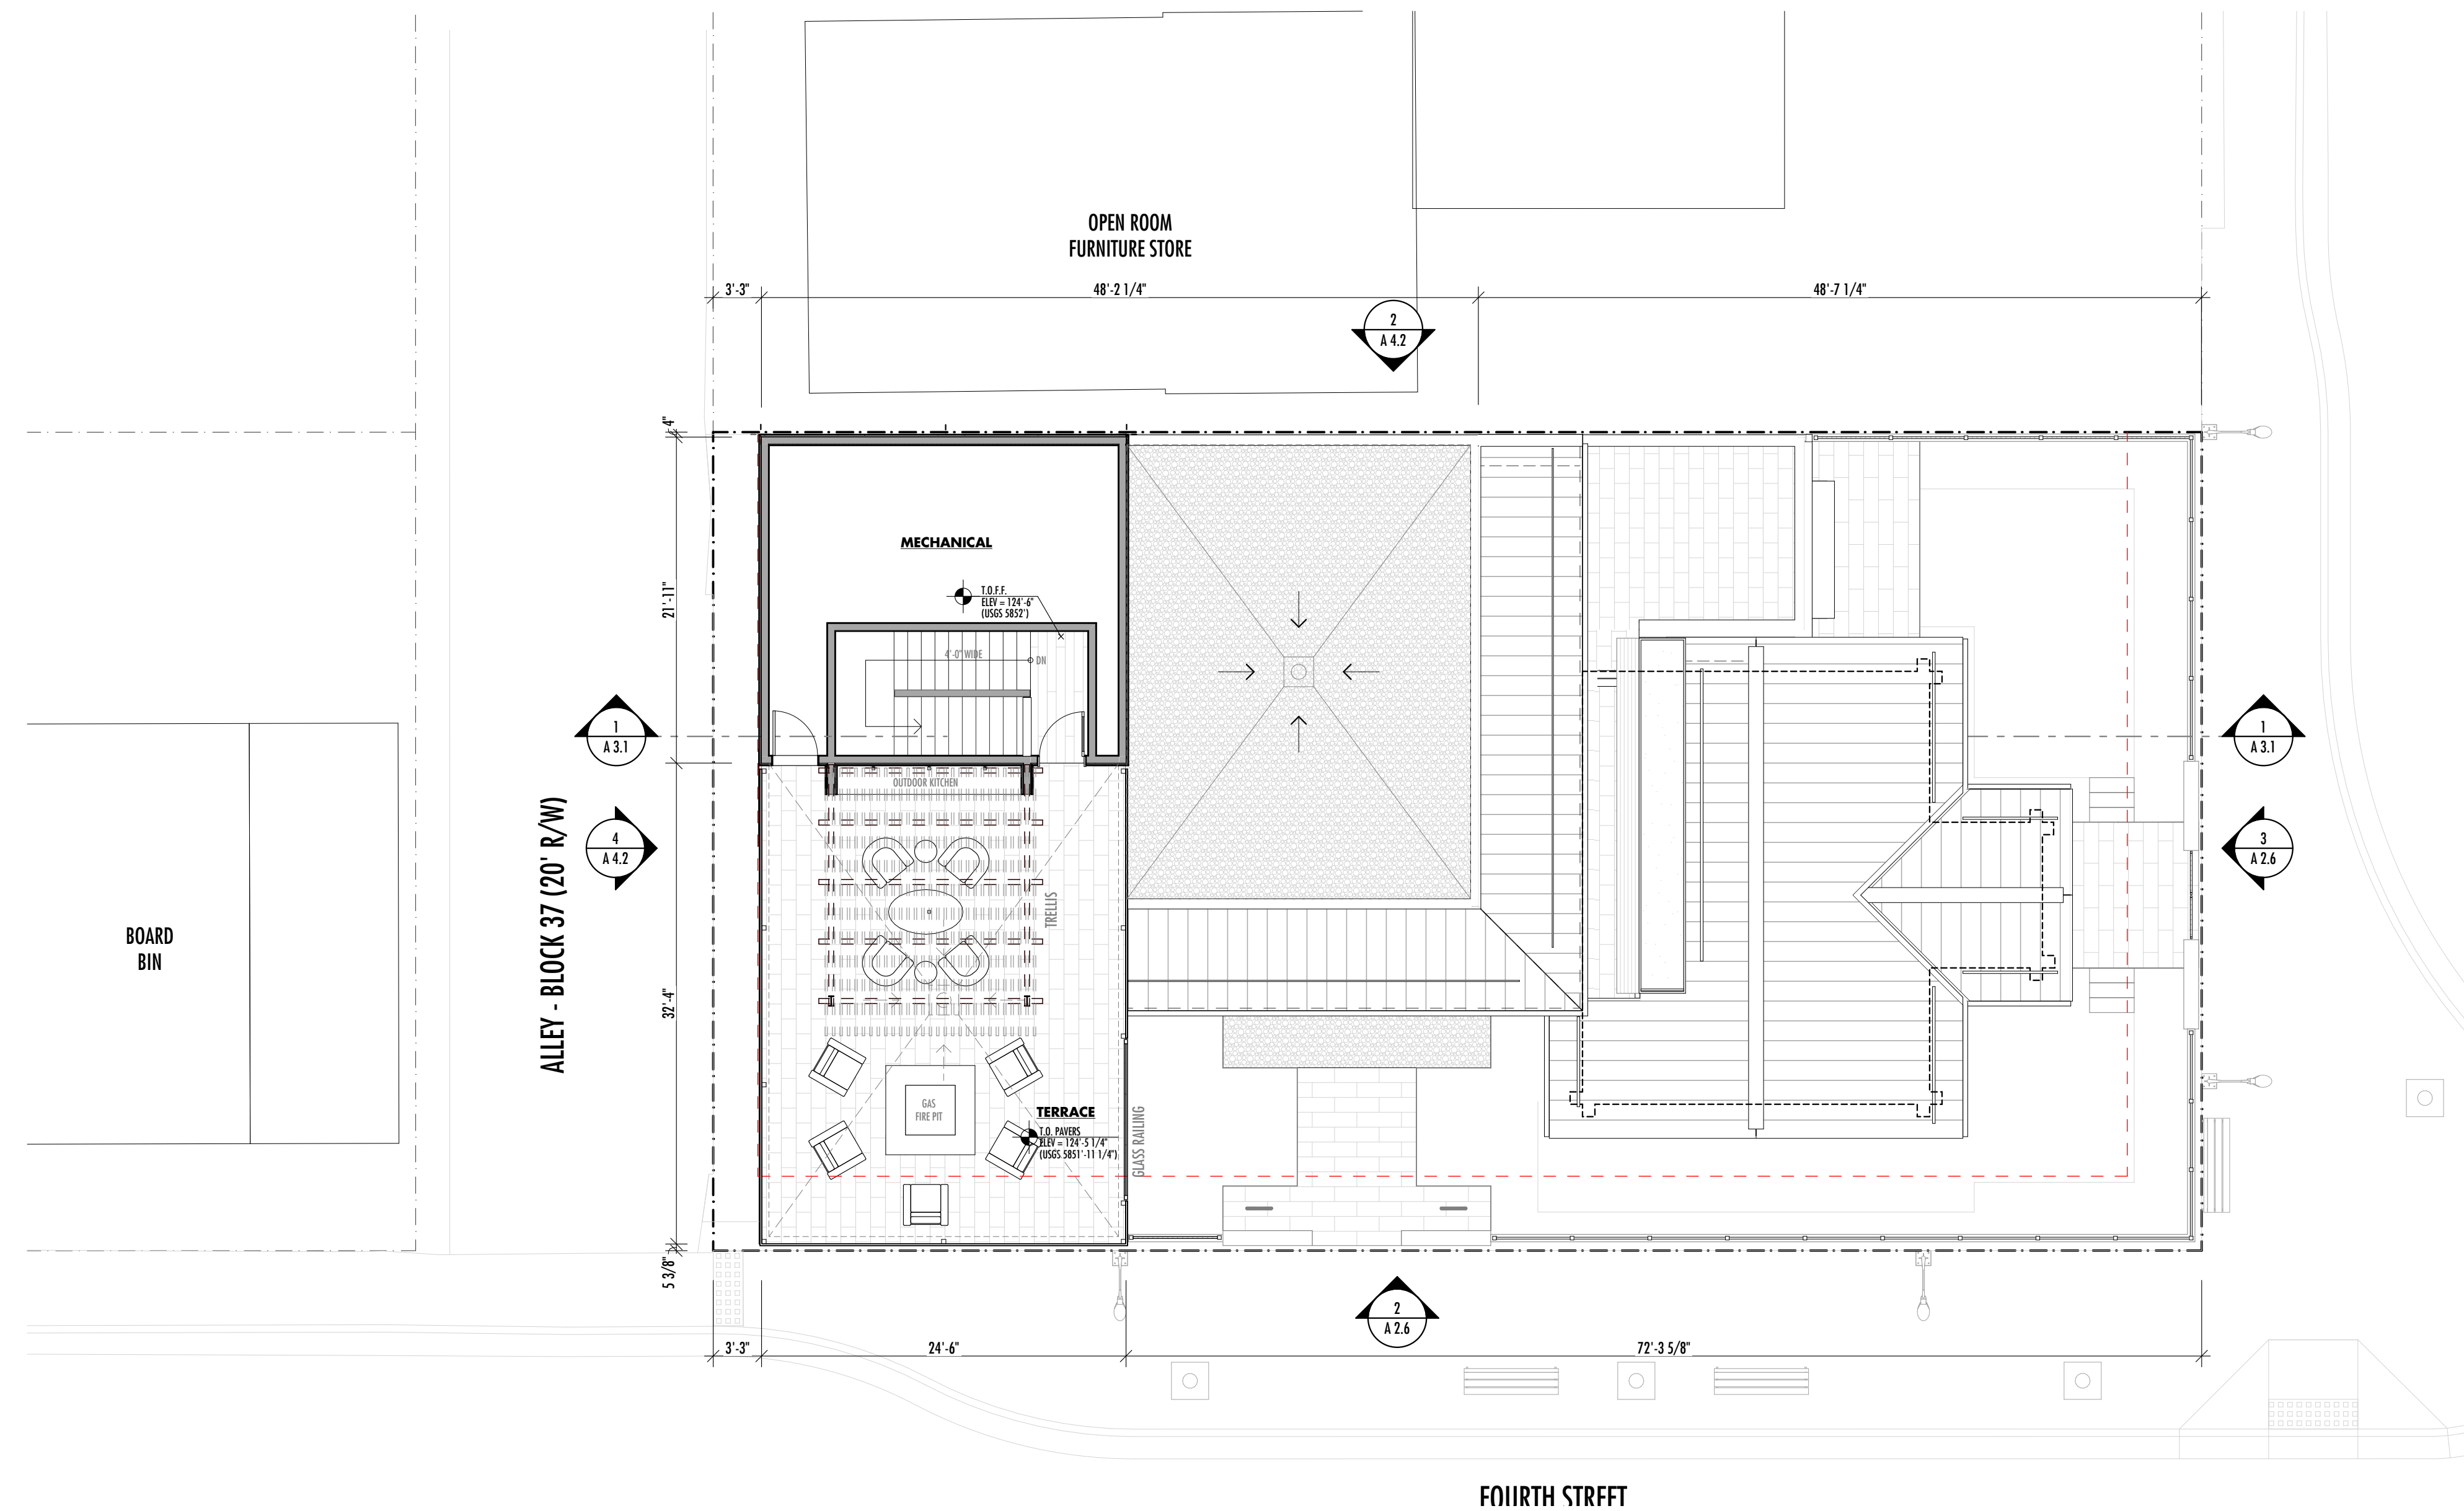 OPEN ROOM
FURNITURE STORE
3'-3"
48'-2 1/4"
48'-7 1/4"
2
A 4.2
4"
21'-11"
32'-4"
5 3/8"
MECHANICAL
T.O.F.F.
ELEV = 124'-6"
(USGS 5852')
4'-0" WIDE
DN
1
A 3.1
1
A 3.1
OUTDOOR KITCHEN
4
A 4.2
3
A 2.6
ALLEY - BLOCK 37 (20' R/W)
BOARD
BIN
TRELLIS
GAS
FIRE PIT
TERRACE
T.O. PAVERS
ELEV = 124'-5 1/4"
(USGS 5851'-11 1/4")
GLASS RAILING
2
A 2.6
3'-3"
24'-6"
72'-3 5/8"
FOURTH STREET